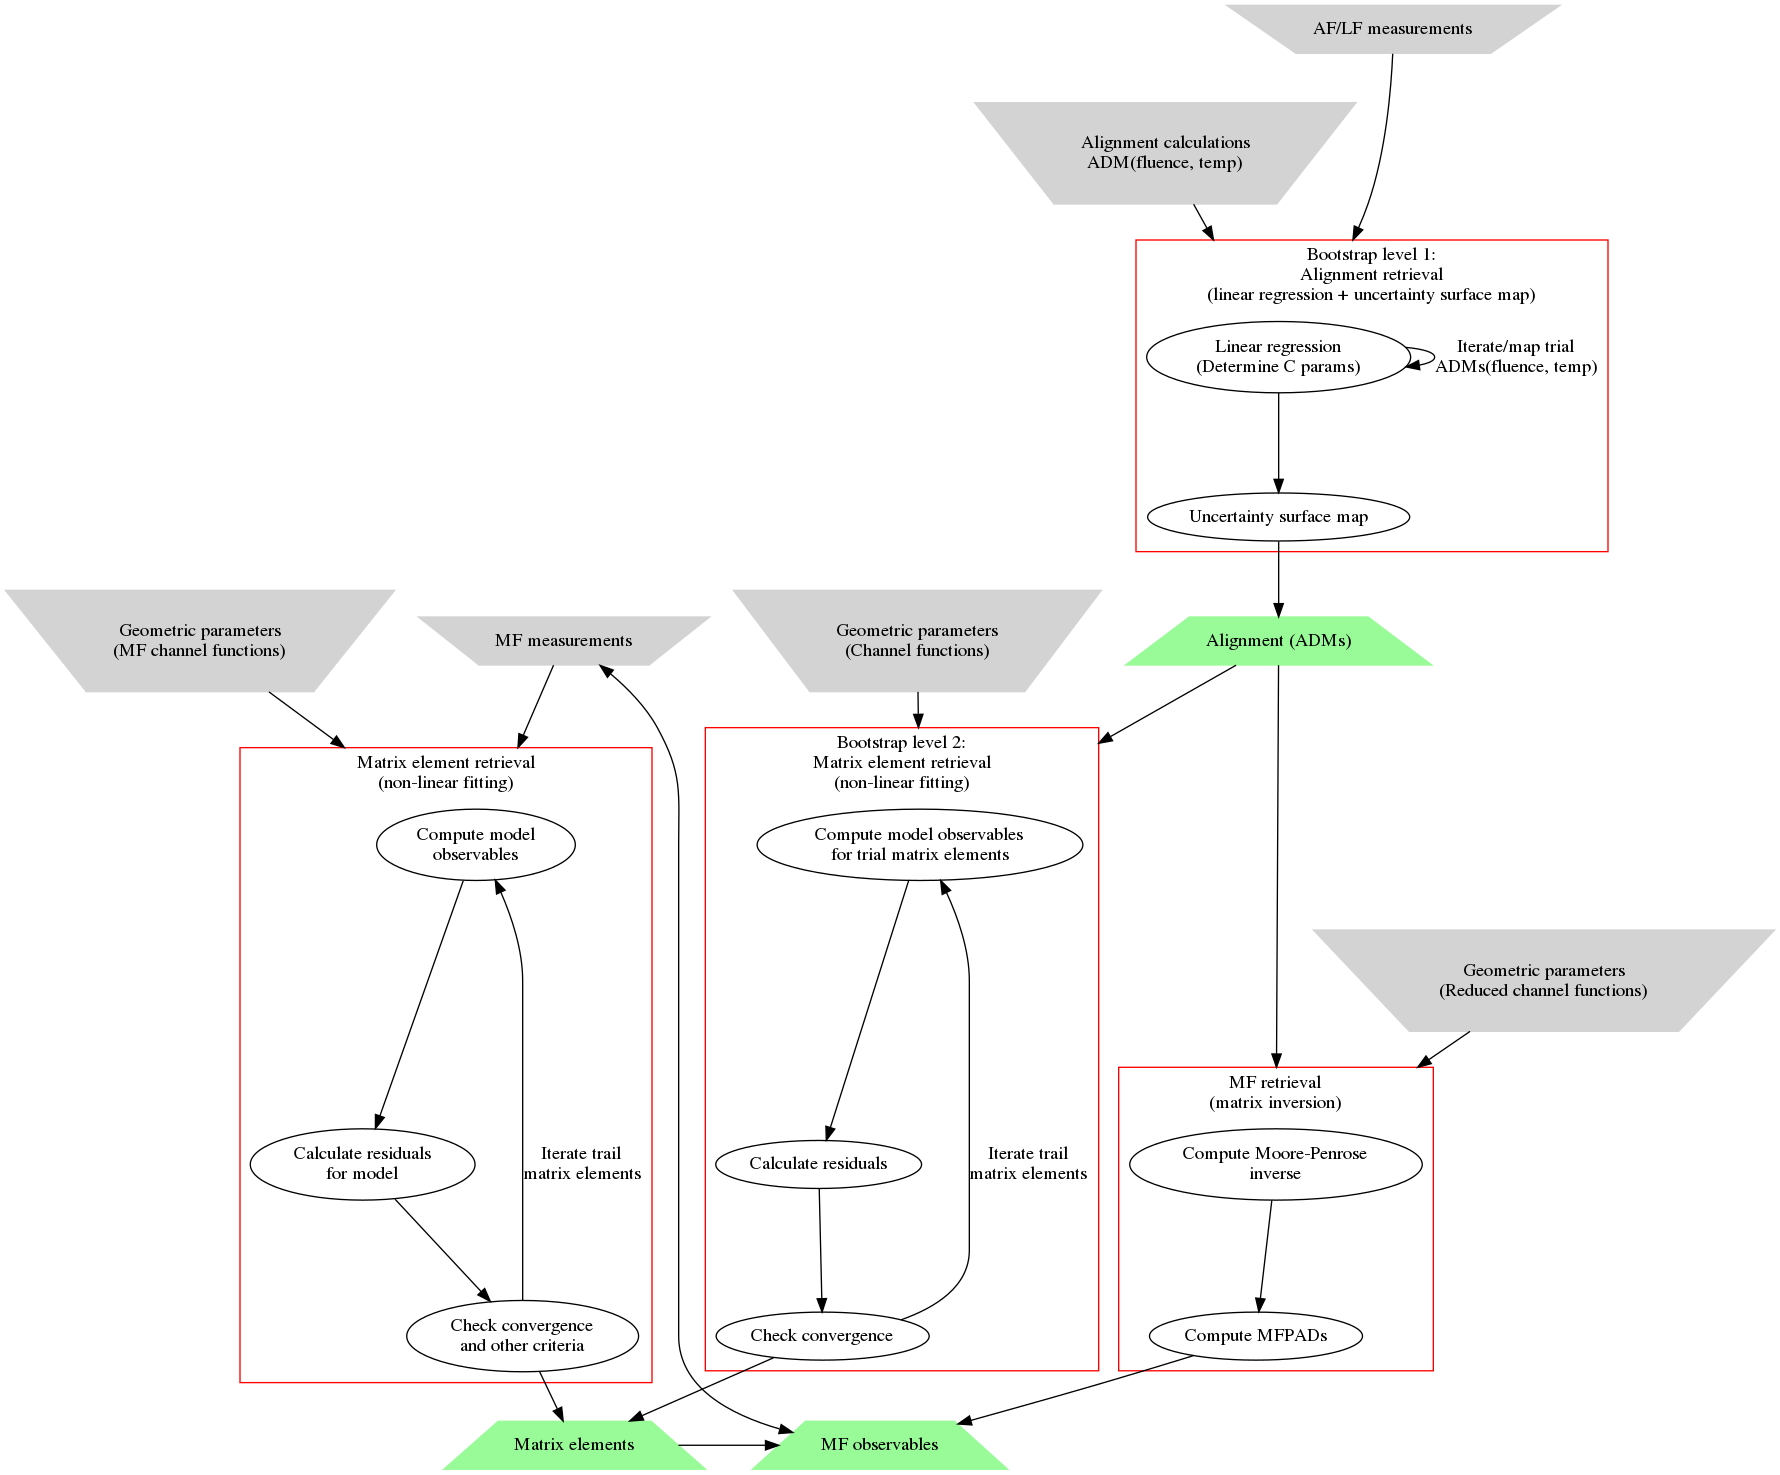 AF/LF measurements
Alignment calculations
ADM(fluence, temp)
Bootstrap level 1:
Alignment retrieval
(linear regression + uncertainty surface map)
Linear regression
(Determine C params)
Iterate/map trial
ADMs(fluence, temp)
Uncertainty surface map
Geometric parameters
(MF channel functions)
MF measurements
Geometric parameters
(Channel functions)
Alignment (ADMs)
Matrix element retrieval
(non-linear fitting)
Compute model
observables
Calculate residuals
for model
Iterate trail
matrix elements
Check convergence
and other criteria
Bootstrap level 2:
Matrix element retrieval
(non-linear fitting)
Compute model observables
for trial matrix elements
Calculate residuals
Iterate trail
matrix elements
Check convergence
Geometric parameters
(Reduced channel functions)
MF retrieval
(matrix inversion)
Compute Moore-Penrose
inverse
Compute MFPADs
Matrix elements
MF observables